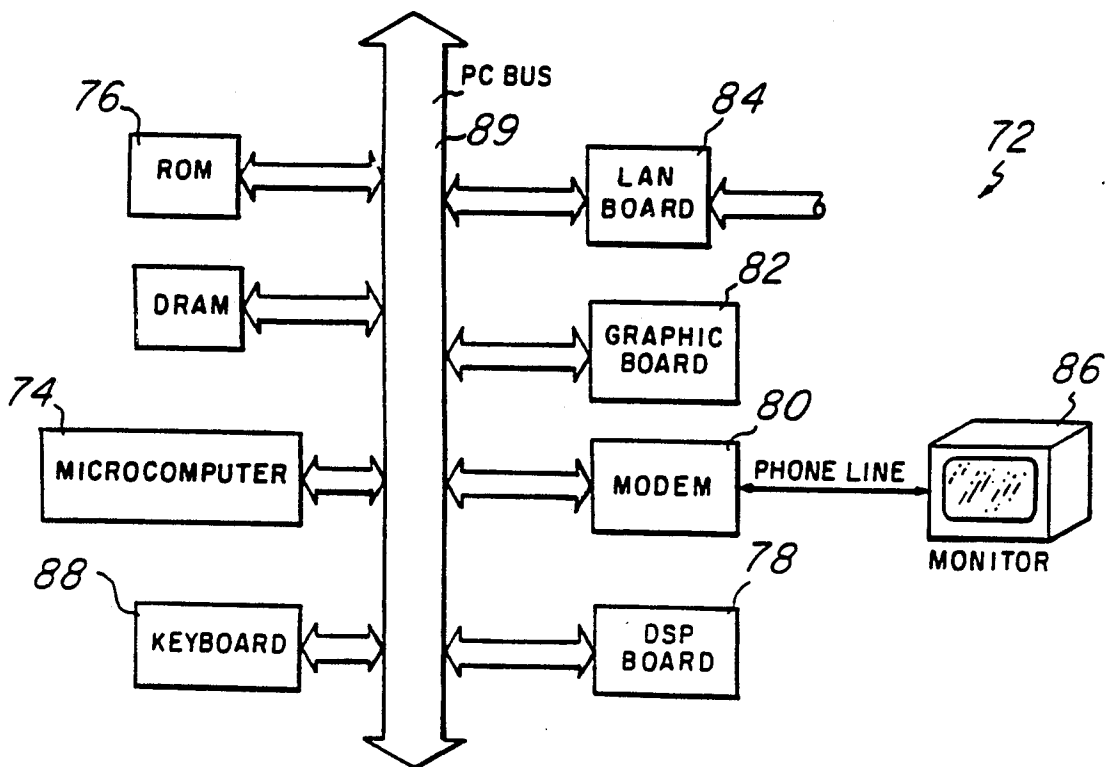 PC BUS
89
76
ROM
84
LAN
BOARD
72
DRAM
82
GRAPHIC
BOARD
74
MICROCOMPUTER
80
MODEM
PHONE LINE
86
MONITOR
88
KEYBOARD
78
DSP
BOARD